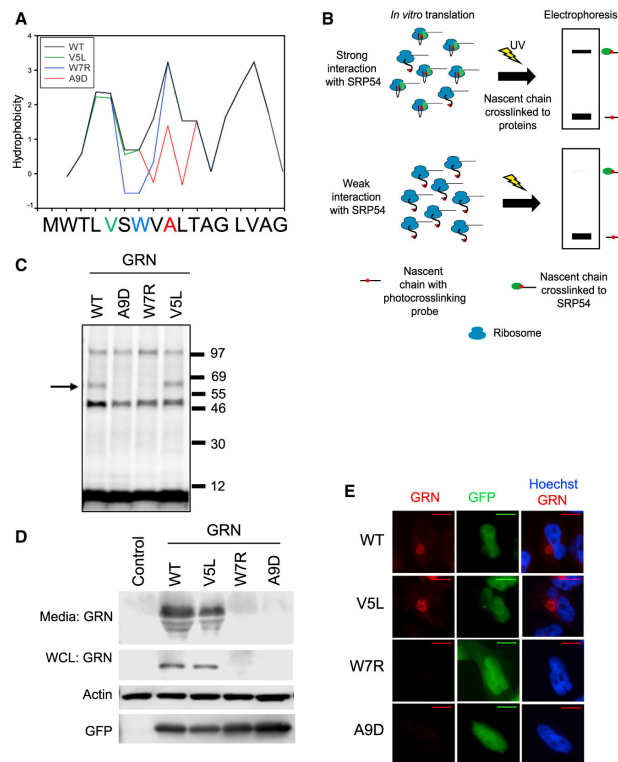 A
WT
V5L
W7R
A9D
Hydrophobicity
4
3
2
1
0
-1
MWTLVSWVALTAGLVAG
B
In vitro translation
Electrophoresis
Strong
interaction
with SRP54
UV
Nascent chain
crosslinked to
proteins
Weak
interaction
with SRP54
Nascent
chain with
photocrosslinking
probe
Nascent chain
crosslinked to
SRP54
Ribosome
C
GRN
WT
A9D
W7R
V5L
97
69
55
46
30
12
D
GRN
Control
WT
V5L
W7R
A9D
Media: GRN
WCL: GRN
Actin
GFP
E
GRN
GFP
Hoechst
GRN
WT
V5L
W7R
A9D